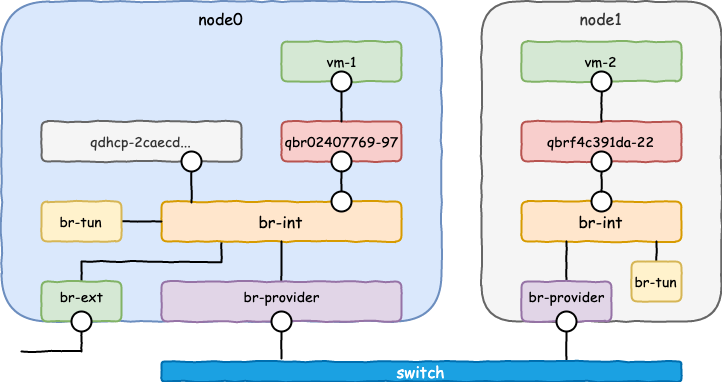 node0
node1
vm-1
vm-2
qdhcp-2caecd...
qbr02407769-97
qbrf4c391da-22
br-tun
br-int
br-int
br-tun
br-ext
br-provider
br-provider
switch